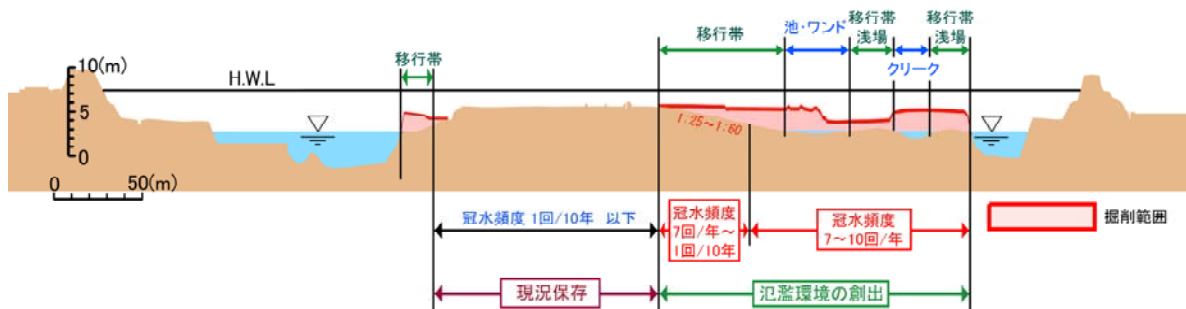 移行帯
池・ワンド
移行帯
浅場
移行帯
浅場
クリーク
移行帯
10(m)
H.W.L
5
0
1:25~1:60
0
50(m)
冠水頻度 1回/10年 以下
冠水頻度
7回/年～
1回/10年
冠水頻度
7～10回/年
掘削範囲
現況保存
氾濫環境の創出